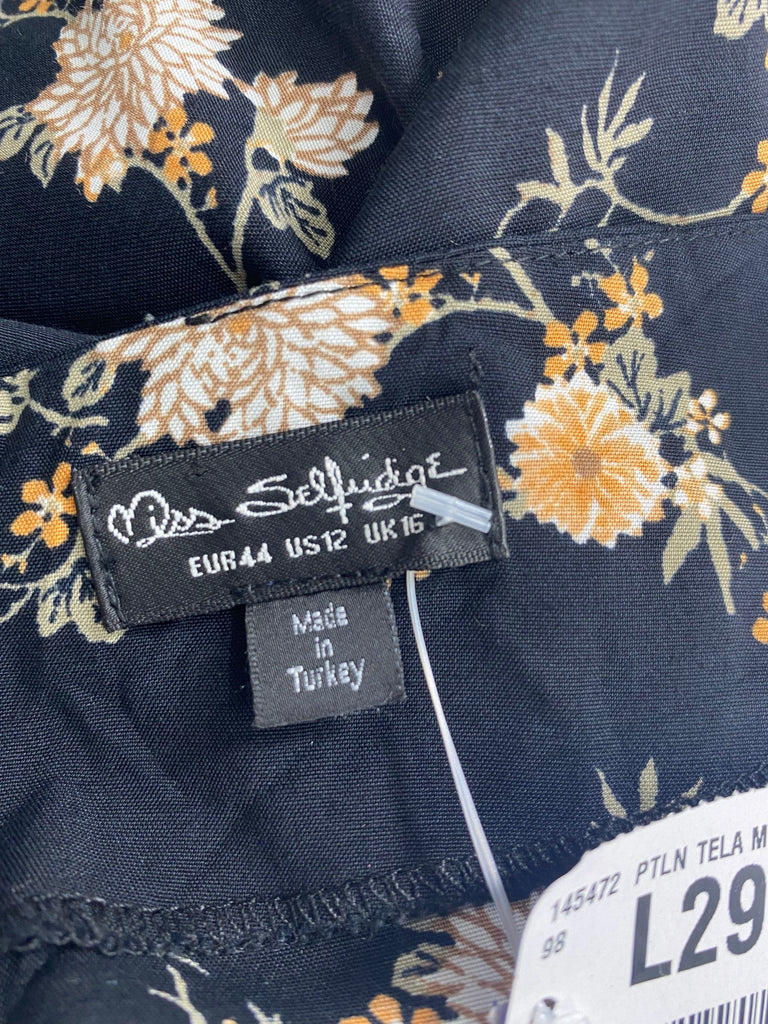 Miss Selfridge
EUR44 US12 UK16
Made
in
Turkey
145472 PTLN TELA M
98 L29